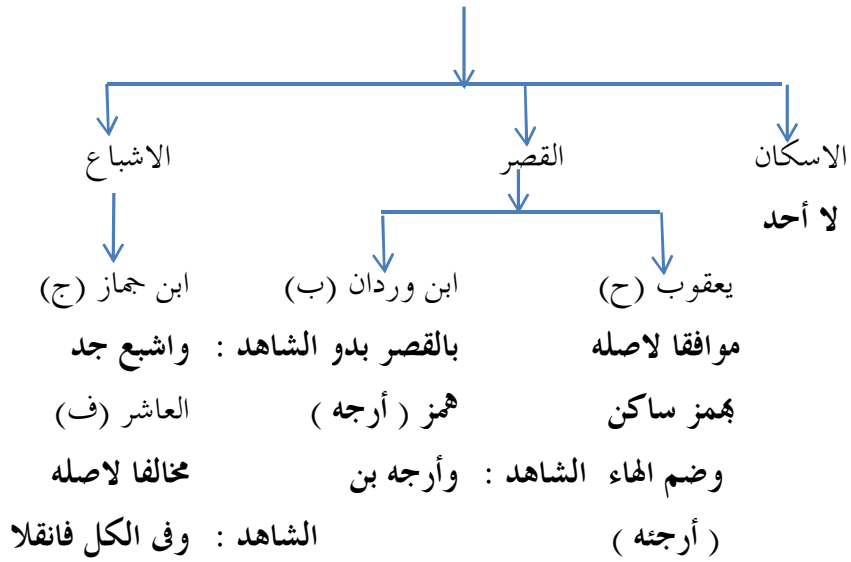 الاسكان القصر الاشباع
لا أحد
يعقوب (ح) ابن وردان (ب) ابن جماز (ج)
موافقا لاصله بالقصر بدو الشاهد : واشبع جد
بهمز ساكن همز ( أرجه ) العاشر (ف)
وضم الهاء الشاهد : وأرجه بن مخالفا لاصله
( أرجئه ) الشاهد : وفى الكل فانقلا